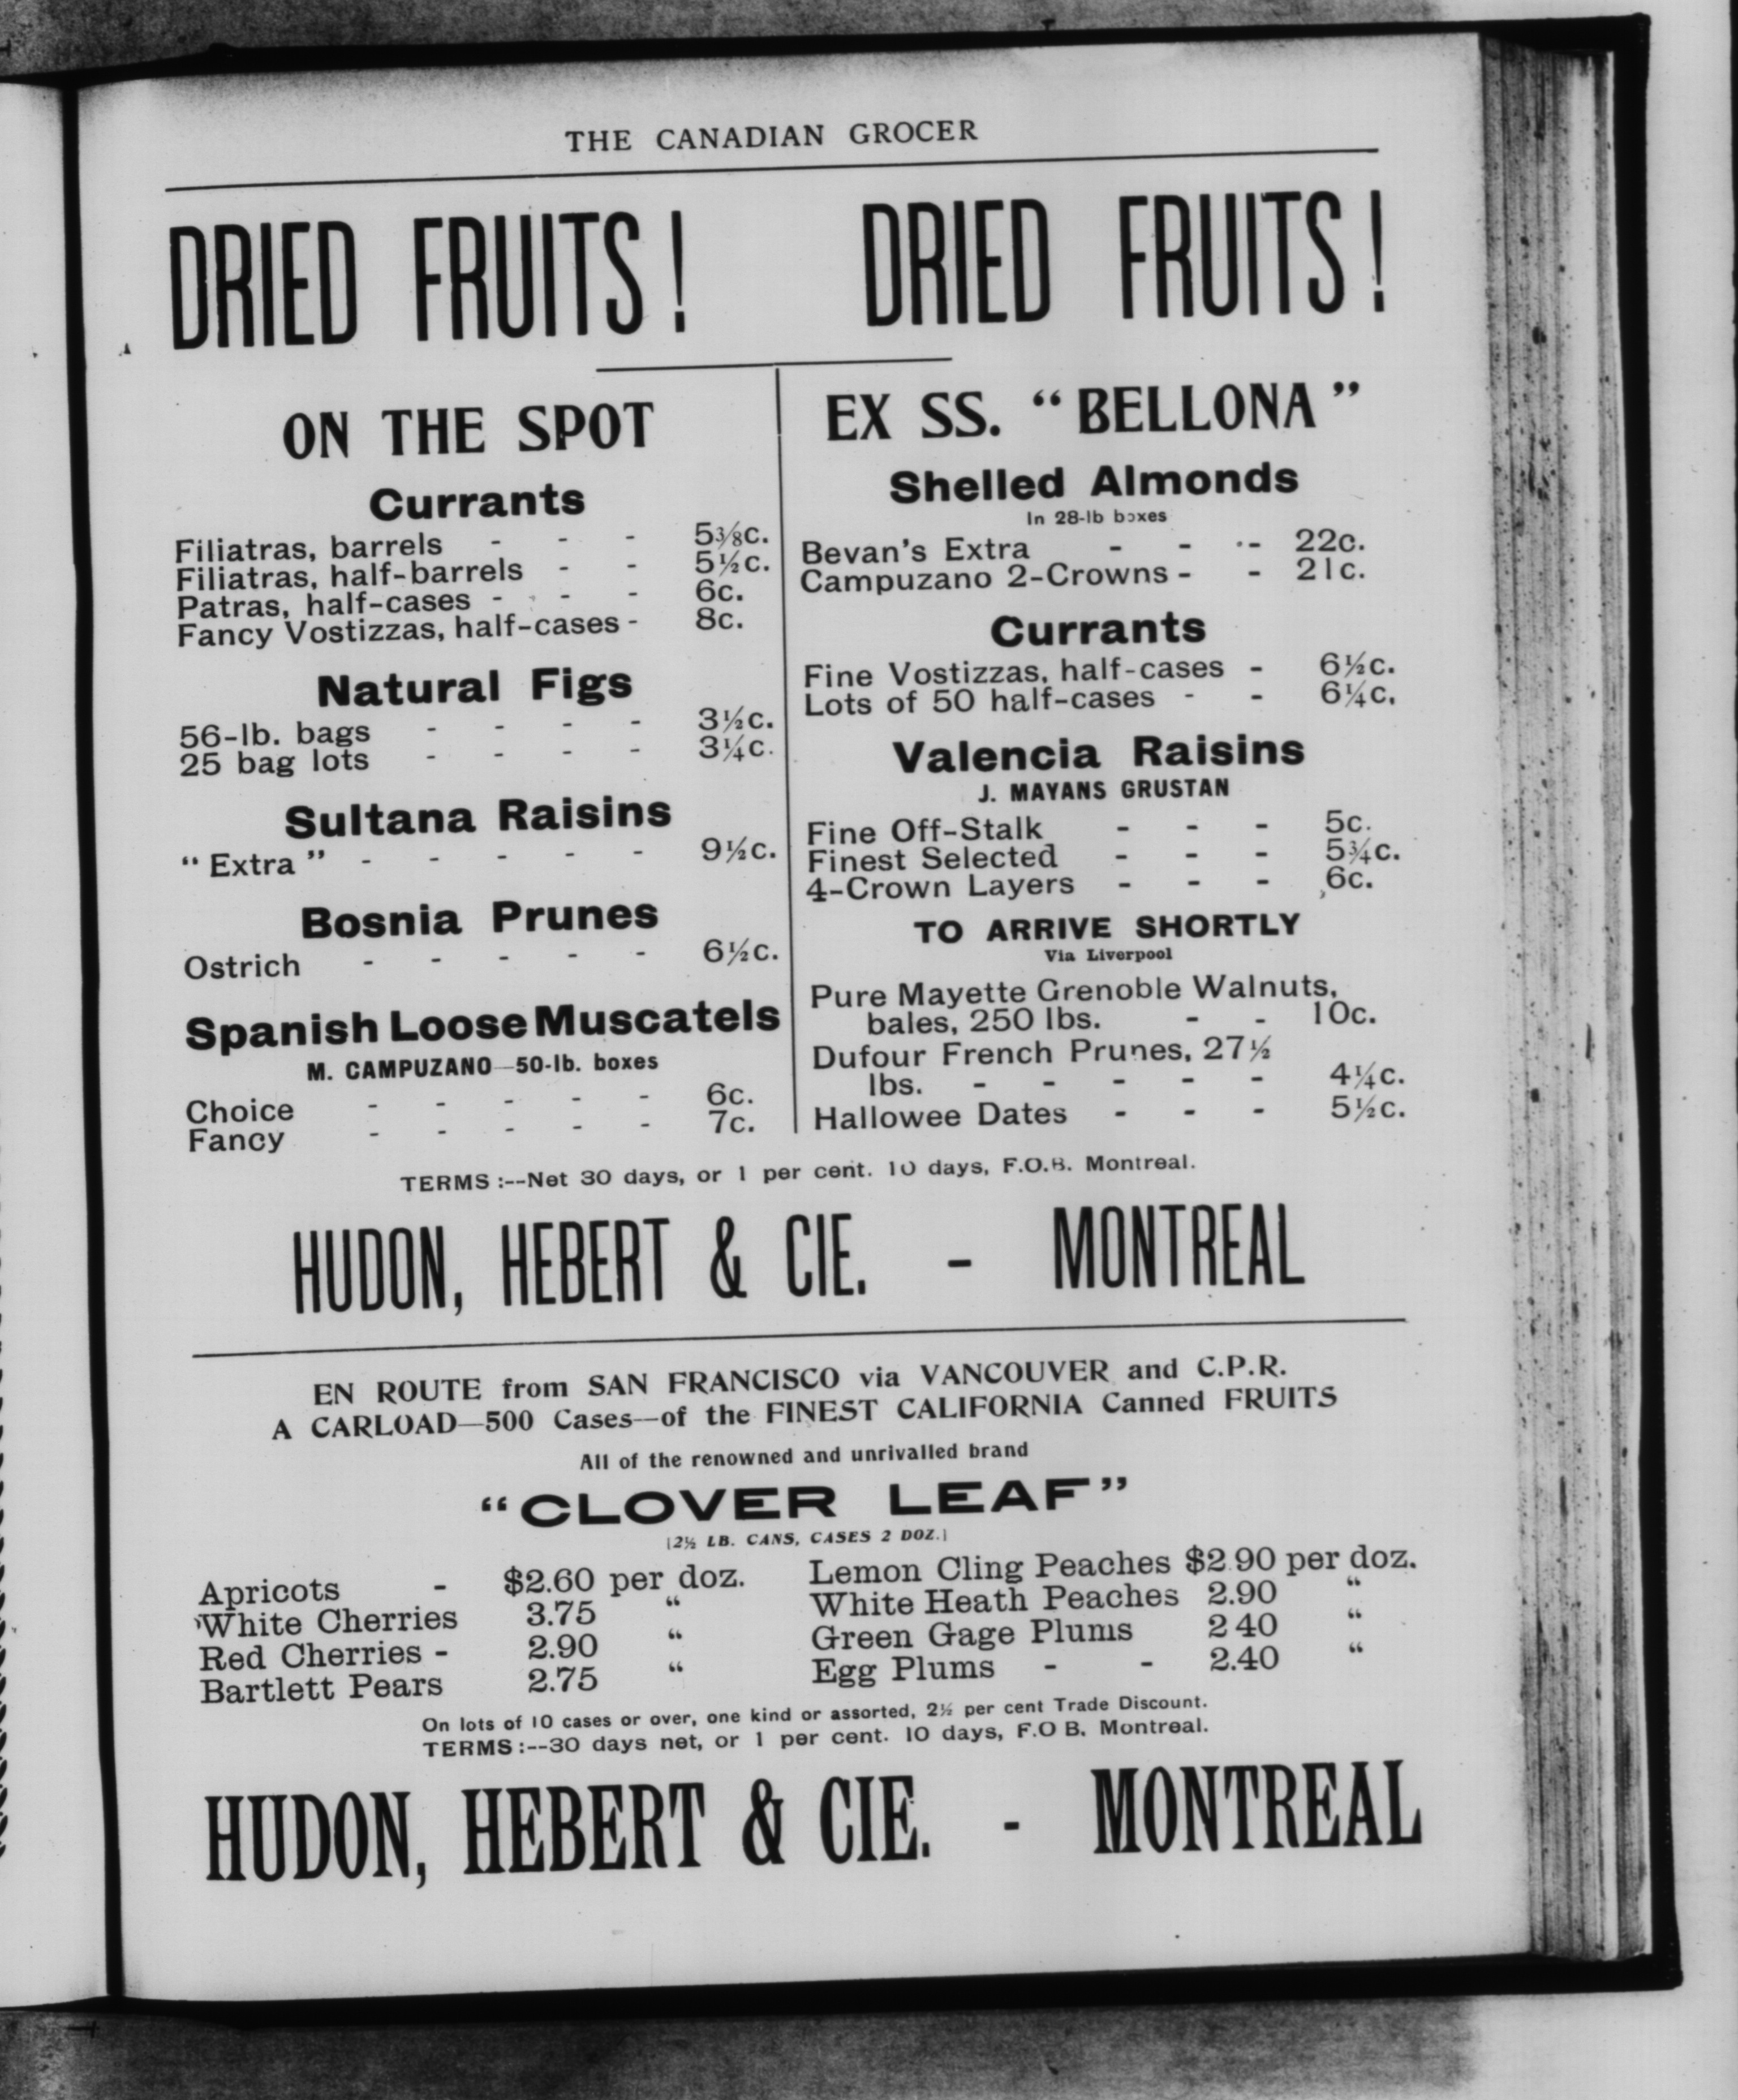 THE CANADIAN GROCER
DRIED FRUITS! DRIED FRUITS!
ON THE SPOT
Currants
Filiatras, barrels - - - 5⅜c.
Filiatras, half-barrels - - 5½c.
Patras, half-cases - - - 6c.
Fancy Vostizzas, half-cases - 8c.
Natural Figs
56-lb. bags - - - - 3½c.
25 bag lots - - - - 3¼c.
Sultana Raisins
"Extra" - - - - - 9½c.
Bosnia Prunes
Ostrich - - - - - 6½c.
Spanish Loose Muscatels
M. CAMPUZANO—50-lb. boxes
Choice - - - - - 6c.
Fancy - - - - - 7c.
EX SS. "BELLONA"
Shelled Almonds
In 28-lb boxes
Bevan's Extra - - - 22c.
Campuzano 2-Crowns - - 21c.
Currants
Fine Vostizzas, half-cases - 6½c.
Lots of 50 half-cases - - 6¼c.
Valencia Raisins
J. MAYANS GRUSTAN
Fine Off-Stalk - - - 5c.
Finest Selected - - - 5¾c.
4-Crown Layers - - - 6c.
TO ARRIVE SHORTLY
Via Liverpool
Pure Mayette Grenoble Walnuts,
bales, 250 lbs. - - 10c.
Dufour French Prunes, 27½
lbs. - - - - - 4¼c.
Hallowee Dates - - - 5½c.
TERMS:--Net 30 days, or 1 per cent. 10 days, F.O.B. Montreal.
HUDON, HEBERT & CIE. - MONTREAL
EN ROUTE from SAN FRANCISCO via VANCOUVER and C.P.R.
A CARLOAD—500 Cases—of the FINEST CALIFORNIA Canned FRUITS
All of the renowned and unrivalled brand
"CLOVER LEAF"
(2½ LB. CANS, CASES 2 DOZ.)
Apricots - $2.60 per doz.
White Cherries 3.75 "
Red Cherries - 2.90 "
Bartlett Pears 2.75 "
Lemon Cling Peaches $2 90 per doz.
White Heath Peaches 2.90 "
Green Gage Plums 2 40 "
Egg Plums - - 2.40 "
On lots of 10 cases or over, one kind or assorted, 2½ per cent Trade Discount.
TERMS:--30 days net, or 1 per cent. 10 days, F.O B. Montreal.
HUDON, HEBERT & CIE. - MONTREAL